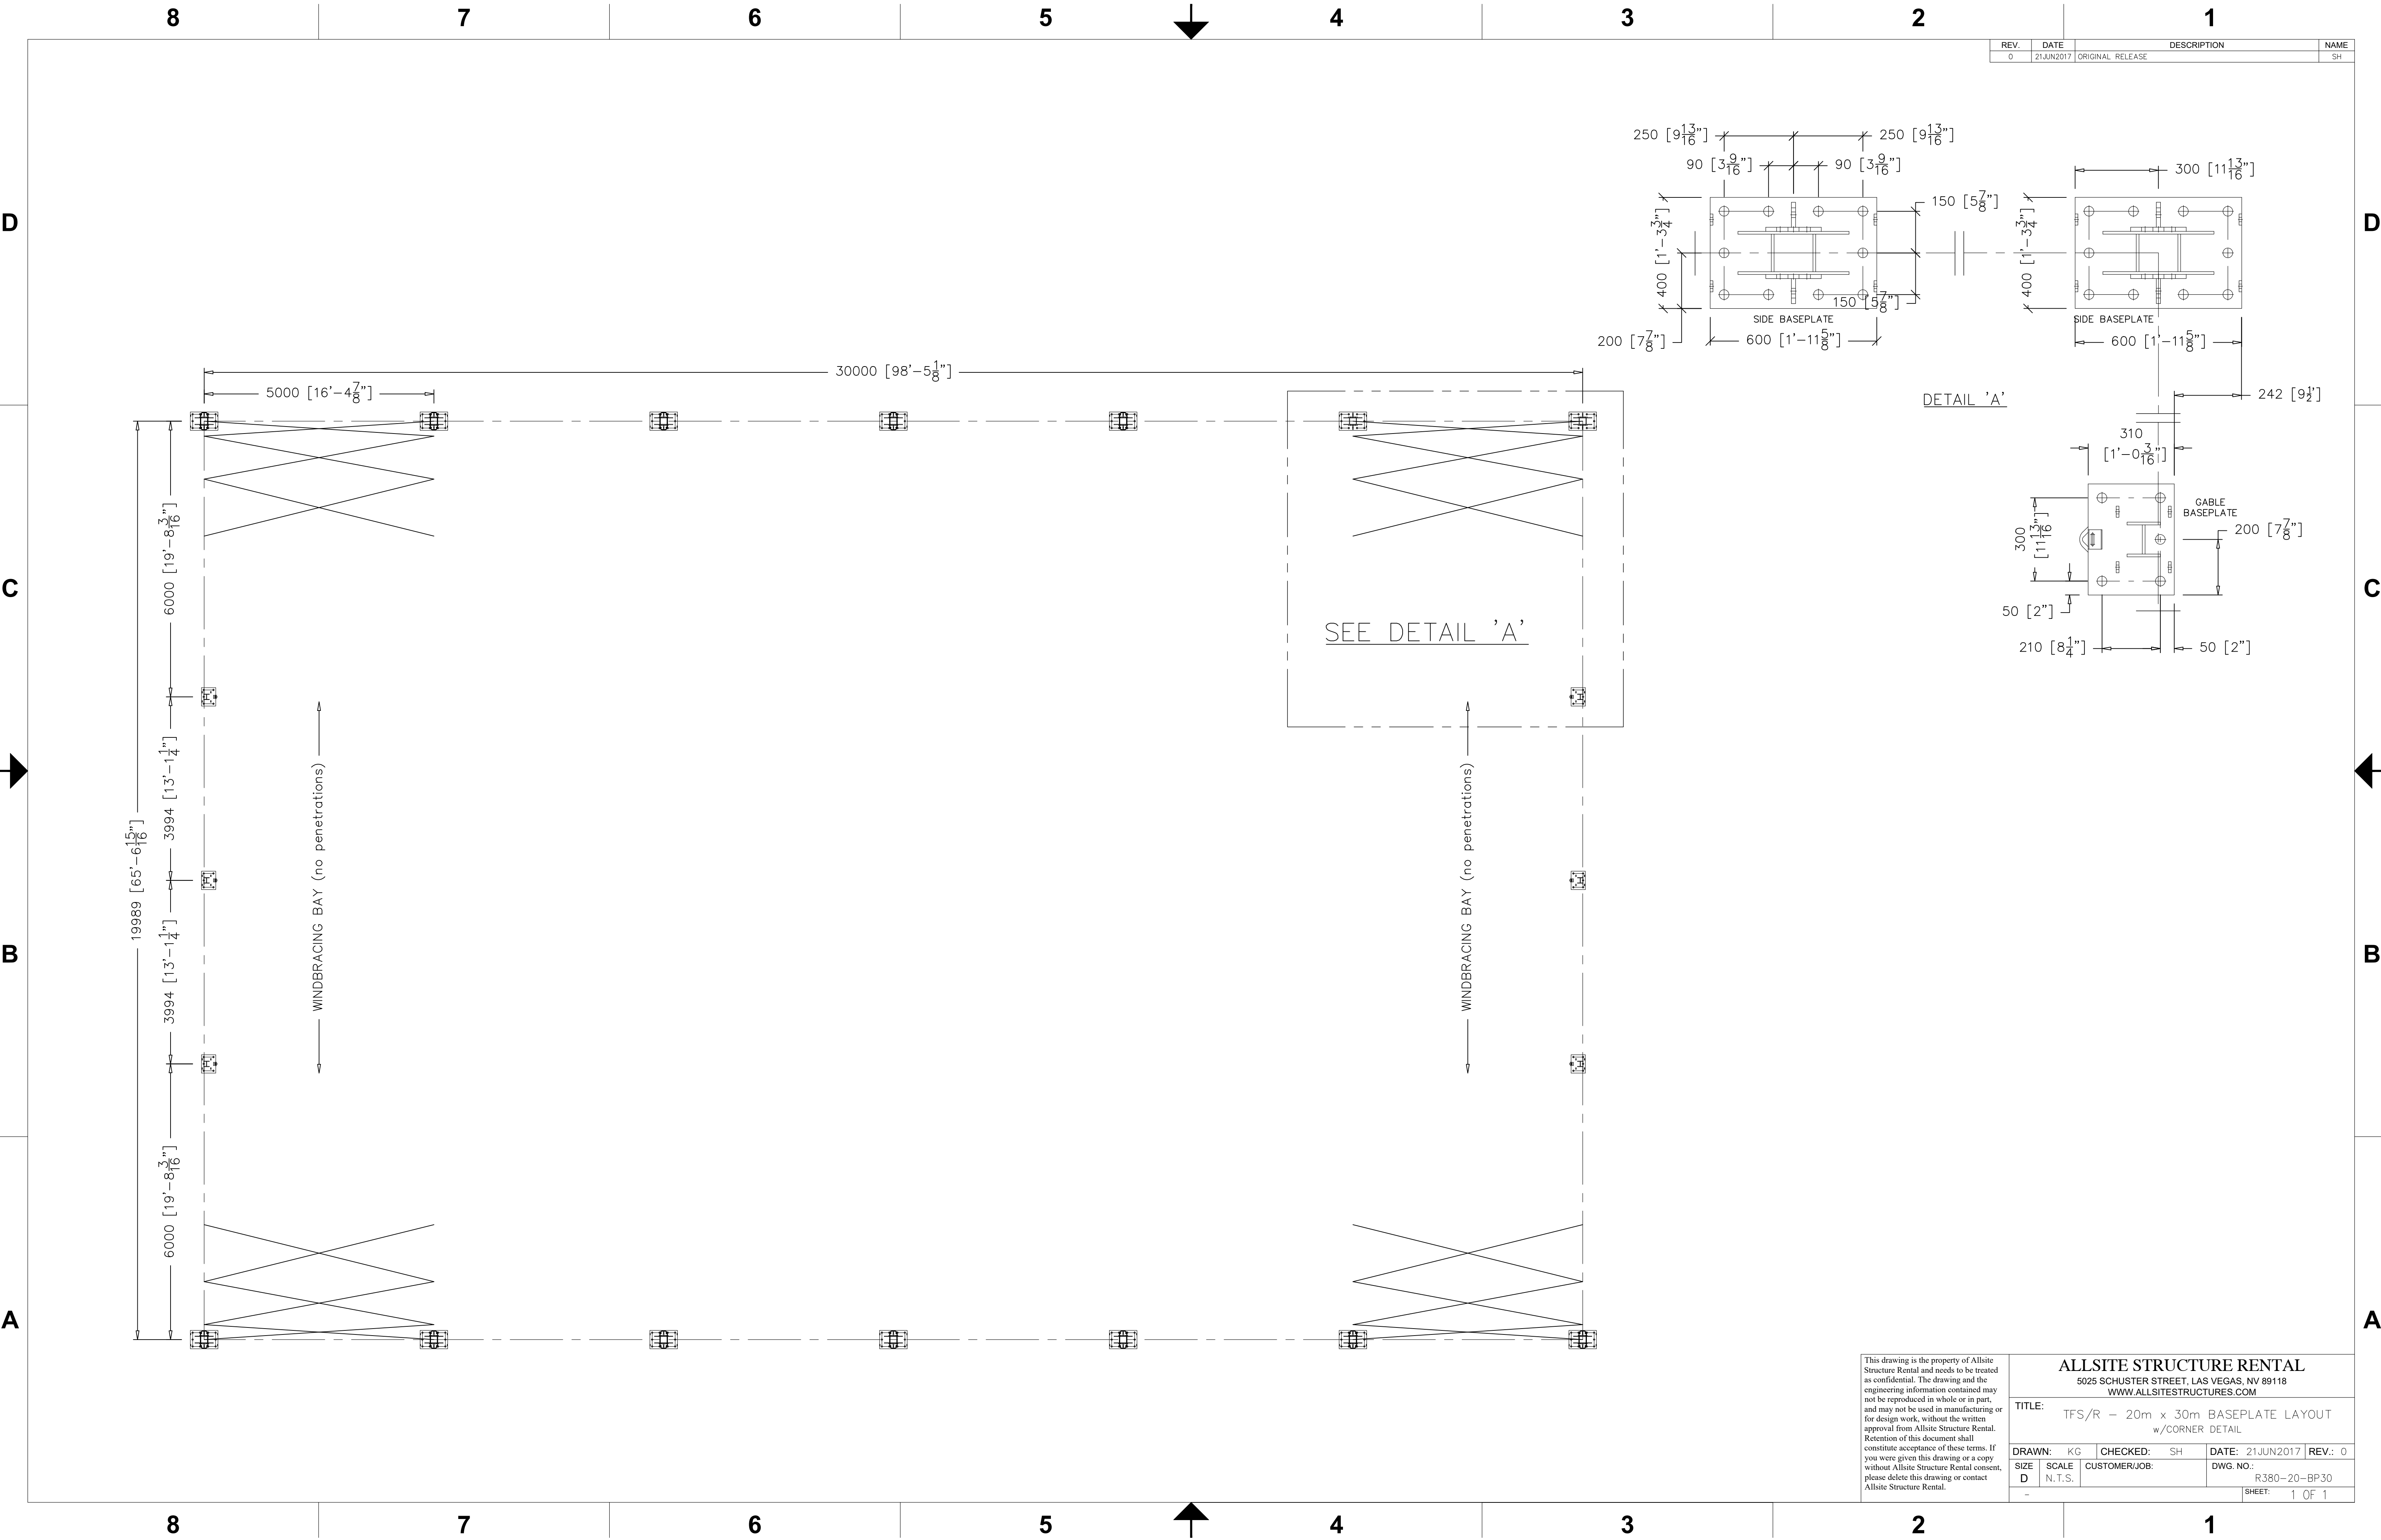 8 7 6 5 4 3 2 1
REV. DATE DESCRIPTION NAME
0 21JUN2017 ORIGINAL RELEASE SH
250 [9 13/16"] 250 [9 13/16"]
90 [3 9/16"] 90 [3 9/16"]
300 [11 13/16"]
150 [5 7/8"]
D D
400 [1'-3 3/4"]
400 [1'-3 3/4"]
150 [5 7/8"]
SIDE BASEPLATE
SIDE BASEPLATE
200 [7 7/8"]
600 [1'-11 5/8"]
600 [1'-11 5/8"]
30000 [98'-5 1/8"]
5000 [16'-4 7/8"]
DETAIL 'A'
242 [9 1/2']
310
[1'-0 3/16"]
GABLE
BASEPLATE
200 [7 7/8"]
300
[11 13/16"]
50 [2"]
210 [8 1/4"]
50 [2"]
C C
6000 [19'-8 3/16"]
SEE DETAIL 'A'
3994 [13'-1 1/4"]
19989 [65'-6 15/16"]
WINDBRACING BAY (no penetrations)
WINDBRACING BAY (no penetrations)
3994 [13'-1 1/4"]
B B
6000 [19'-8 3/16"]
A A
This drawing is the property of Allsite
Structure Rental and needs to be treated
as confidential. The drawing and the
engineering information contained may
not be reproduced in whole or in part,
and may not be used in manufacturing or
for design work, without the written
approval from Allsite Structure Rental.
Retention of this document shall
constitute acceptance of these terms. If
you were given this drawing or a copy
without Allsite Structure Rental consent,
please delete this drawing or contact
Allsite Structure Rental.
ALLSITE STRUCTURE RENTAL
5025 SCHUSTER STREET, LAS VEGAS, NV 89118
WWW.ALLSITESTRUCTURES.COM
TITLE:
TFS/R - 20m x 30m BASEPLATE LAYOUT
w/CORNER DETAIL
DRAWN: KG CHECKED: SH DATE: 21JUN2017 REV.: 0
SIZE SCALE CUSTOMER/JOB: DWG. NO.:
D N.T.S. R380-20-BP30
- SHEET: 1 OF 1
8 7 6 5 4 3 2 1